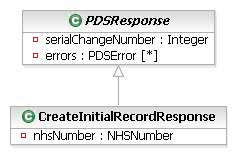 PDSResponse
serialChangeNumber : Integer
errors : PDSError [*]
CreateInitialRecordResponse
nhsNumber : NHSNumber